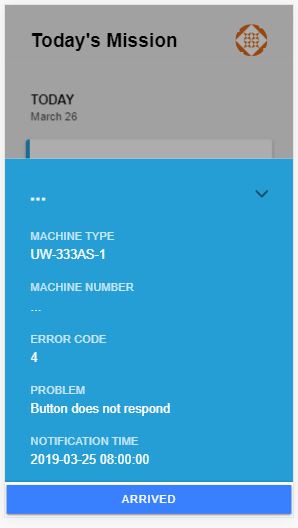 Today's Mission
TODAY
March 26
...
MACHINE TYPE
UW-333AS-1
MACHINE NUMBER
...
ERROR CODE
4
PROBLEM
Button does not respond
NOTIFICATION TIME
2019-03-25 08:00:00
ARRIVED